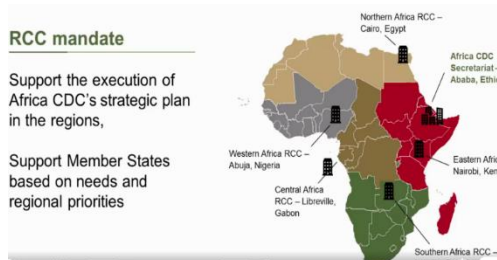 RCC mandate
Support the execution of
Africa CDC's strategic plan
in the regions,
Support Member States
based on needs and
regional priorities
Northern Africa RCC –
Cairo, Egypt
Africa CDC
Secretariat –
Ababa, Ethi
Western Africa RCC –
Abuja, Nigeria
Eastern Afric
Nairobi, Ken
Central Africa
RCC – Libreville,
Gabon
Southern Africa RCC –